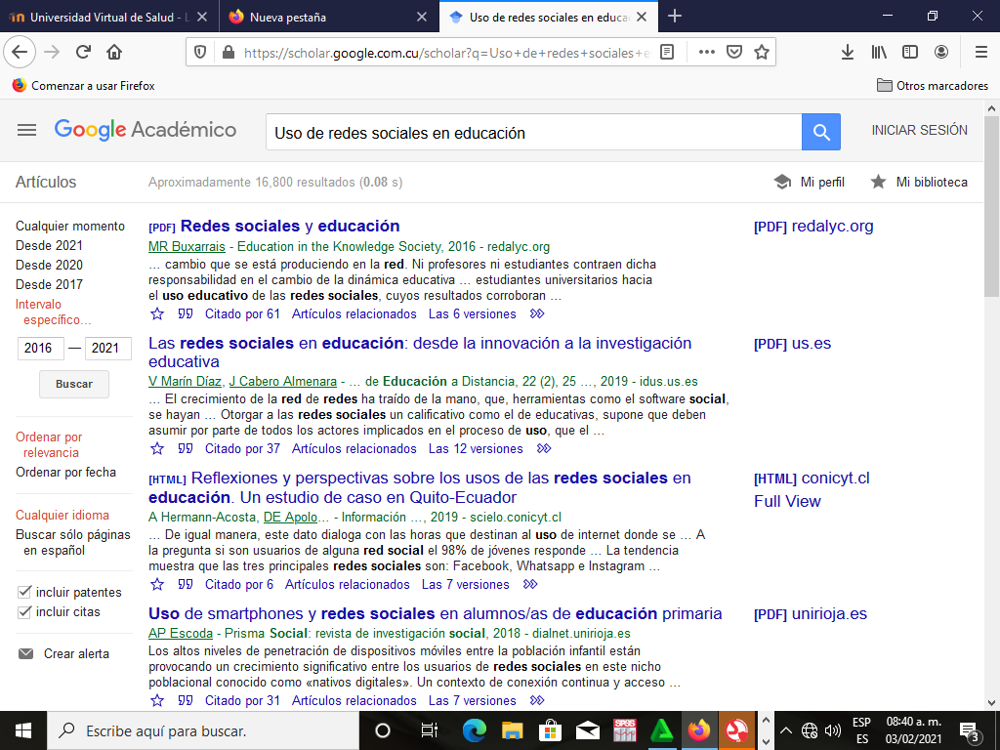 Universidad Virtual de Salud - L
Nueva pestaña
Uso de redes sociales en educa
https://scholar.google.com.cu/scholar?q=Uso+de+redes+sociales+e
Comenzar a usar Firefox
Otros marcadores
Google Académico
Uso de redes sociales en educación
INICIAR SESIÓN
Artículos
Aproximadamente 16,800 resultados (0.08 s)
Mi perfil
Mi biblioteca
Cualquier momento
Desde 2021
Desde 2020
Desde 2017
Intervalo
específico...
2016 — 2021
Buscar
Ordenar por
relevancia
Ordenar por fecha
Cualquier idioma
Buscar sólo páginas
en español
incluir patentes
incluir citas
Crear alerta
[PDF] Redes sociales y educación
MR Buxarrais - Education in the Knowledge Society, 2016 - redalyc.org
... cambio que se está produciendo en la red. Ni profesores ni estudiantes contraen dicha
responsabilidad en el cambio de la dinámica educativa ... estudiantes universitarios hacia
el uso educativo de las redes sociales, cuyos resultados corroboran ...
Citado por 61 Artículos relacionados Las 6 versiones
[PDF] redalyc.org
Las redes sociales en educación: desde la innovación a la investigación
educativa
V Marín Díaz, J Cabero Almenara - ... de Educación a Distancia, 22 (2), 25 ..., 2019 - idus.us.es
... El crecimiento de la red de redes ha traído de la mano, que, herramientas como el software social,
se hayan ... Otorgar a las redes sociales un calificativo como el de educativas, supone que deben
asumir por parte de todos los actores implicados en el proceso de uso, que el ...
Citado por 37 Artículos relacionados Las 12 versiones
[PDF] us.es
[HTML] Reflexiones y perspectivas sobre los usos de las redes sociales en
educación. Un estudio de caso en Quito-Ecuador
A Hermann-Acosta, DE Apolo... - Información ..., 2019 - scielo.conicyt.cl
... De igual manera, este dato dialoga con las horas que destinan al uso de internet donde se ... A
la pregunta si son usuarios de alguna red social el 98% de jóvenes responde ... La tendencia
muestra que las tres principales redes sociales son: Facebook, Whatsapp e Instagram ...
Citado por 6 Artículos relacionados Las 7 versiones
[HTML] conicyt.cl
Full View
Uso de smartphones y redes sociales en alumnos/as de educación primaria
AP Escoda - Prisma Social: revista de investigación social, 2018 - dialnet.unirioja.es
Los altos niveles de penetración de dispositivos móviles entre la población infantil están
provocando un crecimiento significativo entre los usuarios de redes sociales en este nicho
poblacional conocido como «nativos digitales». Un contexto de conexión continua y acceso ...
Citado por 31 Artículos relacionados Las 7 versiones
[PDF] unirioja.es
Escribe aquí para buscar.
SPSS
ESP
ES
08:40 a. m.
03/02/2021
3